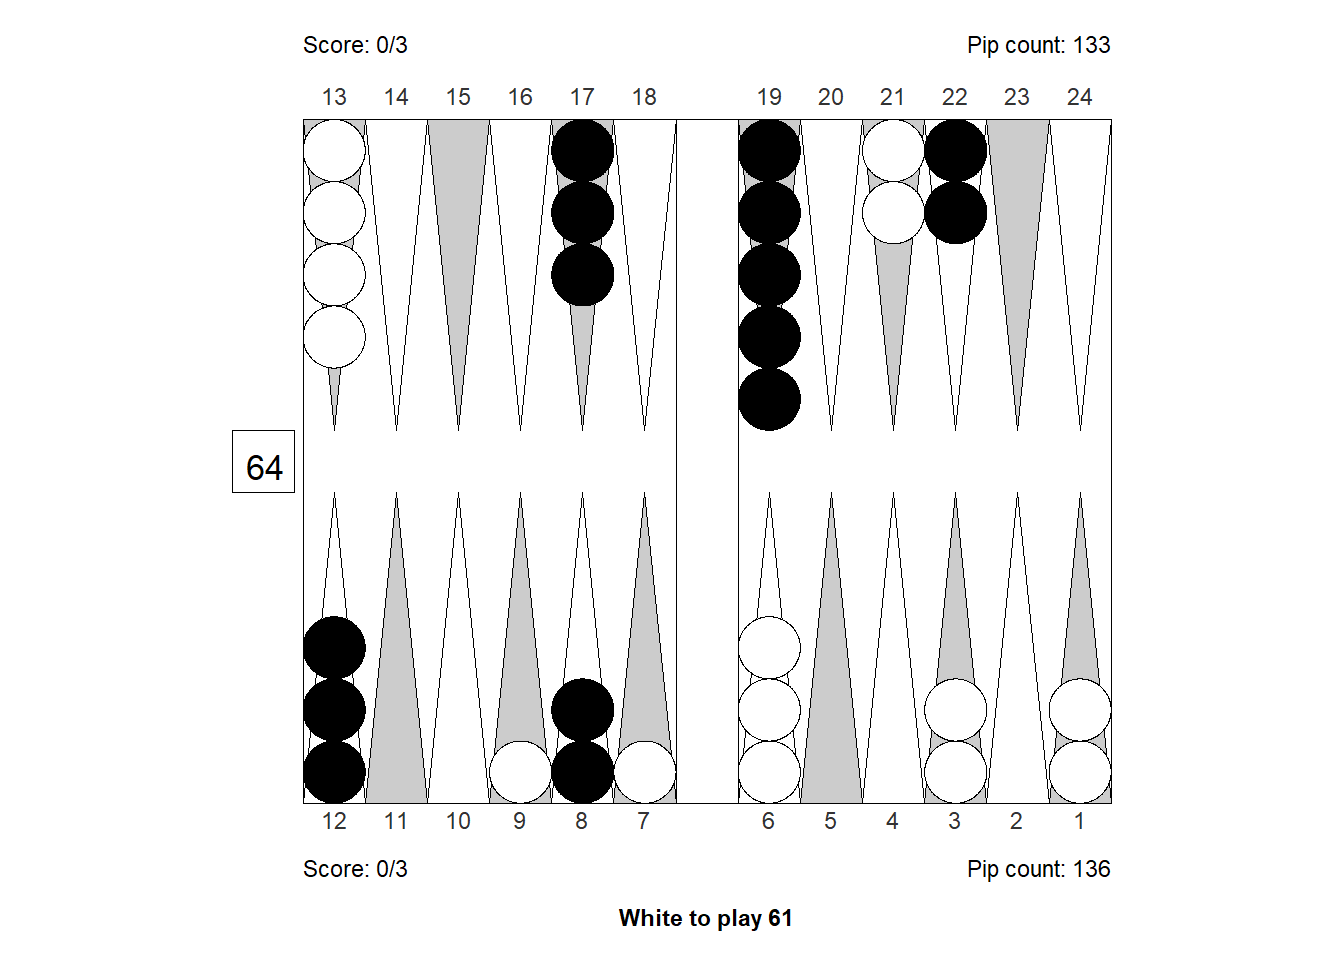 Score: 0/3 Pip count: 133
13 14 15 16 17 18 19 20 21 22 23 24
64
12 11 10 9 8 7 6 5 4 3 2 1
Score: 0/3 Pip count: 136
White to play 61